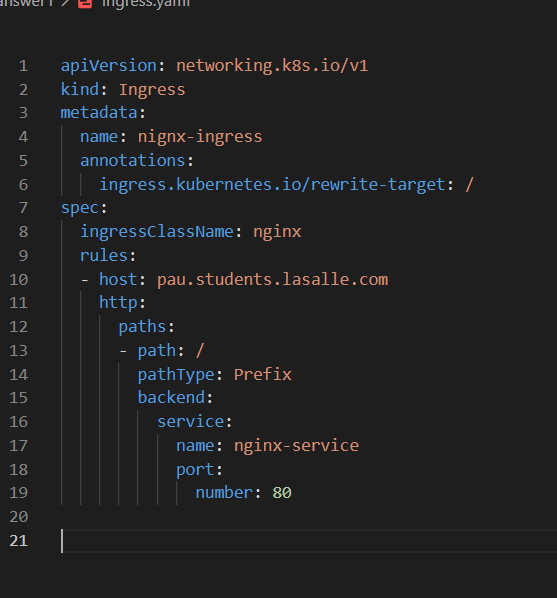 answer1 > ingress.yaml
1 apiVersion: networking.k8s.io/v1
2 kind: Ingress
3 metadata:
4   name: nignx-ingress
5   annotations:
6     ingress.kubernetes.io/rewrite-target: /
7 spec:
8   ingressClassName: nginx
9   rules:
10   - host: pau.students.lasalle.com
11     http:
12       paths:
13       - path: /
14         pathType: Prefix
15         backend:
16           service:
17             name: nginx-service
18             port:
19               number: 80
20
21